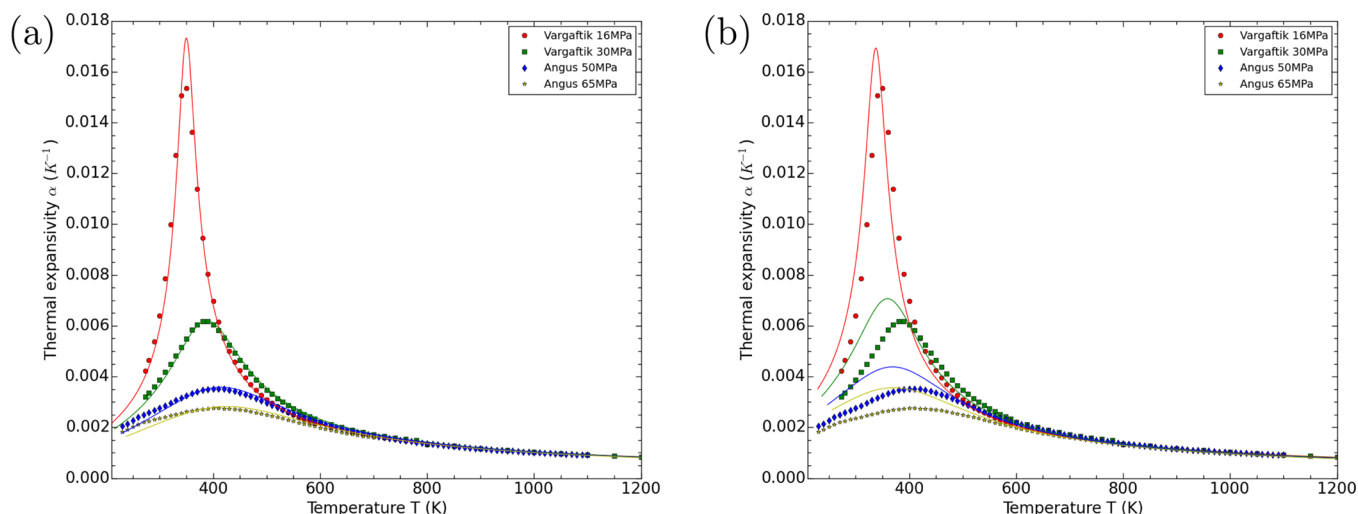 (a)
0.018
0.016
0.014
0.012
0.010
0.008
0.006
0.004
0.002
0.000
Thermal expansivity α (K⁻¹)
400 600 800 1000 1200
Temperature T (K)
Vargaftik 16MPa
Vargaftik 30MPa
Angus 50MPa
Angus 65MPa
(b)
0.018
0.016
0.014
0.012
0.010
0.008
0.006
0.004
0.002
0.000
Thermal expansivity α (K⁻¹)
400 600 800 1000 1200
Temperature T (K)
Vargaftik 16MPa
Vargaftik 30MPa
Angus 50MPa
Angus 65MPa